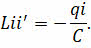 Lii′ = −qi/C.